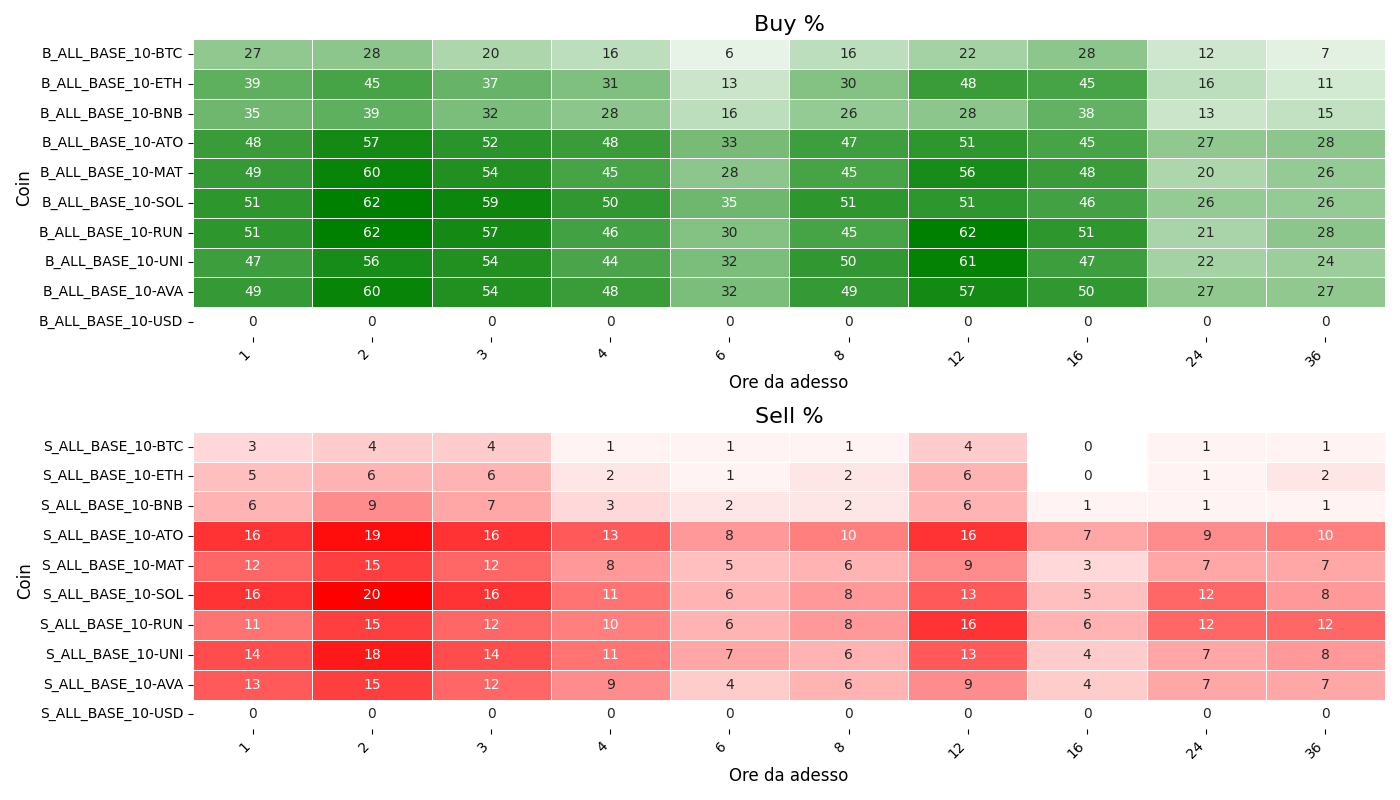 Buy %
Coin
B_ALL_BASE_10-BTC 27 28 20 16 6 16 22 28 12 7
B_ALL_BASE_10-ETH 39 45 37 31 13 30 48 45 16 11
B_ALL_BASE_10-BNB 35 39 32 28 16 26 28 38 13 15
B_ALL_BASE_10-ATO 48 57 52 48 33 47 51 45 27 28
B_ALL_BASE_10-MAT 49 60 54 45 28 45 56 48 20 26
B_ALL_BASE_10-SOL 51 62 59 50 35 51 51 46 26 26
B_ALL_BASE_10-RUN 51 62 57 46 30 45 62 51 21 28
B_ALL_BASE_10-UNI 47 56 54 44 32 50 61 47 22 24
B_ALL_BASE_10-AVA 49 60 54 48 32 49 57 50 27 27
B_ALL_BASE_10-USD 0 0 0 0 0 0 0 0 0 0
1 2 3 4 6 8 12 16 24 36
Ore da adesso
Sell %
Coin
S_ALL_BASE_10-BTC 3 4 4 1 1 1 4 0 1 1
S_ALL_BASE_10-ETH 5 6 6 2 1 2 6 0 1 2
S_ALL_BASE_10-BNB 6 9 7 3 2 2 6 1 1 1
S_ALL_BASE_10-ATO 16 19 16 13 8 10 16 7 9 10
S_ALL_BASE_10-MAT 12 15 12 8 5 6 9 3 7 7
S_ALL_BASE_10-SOL 16 20 16 11 6 8 13 5 12 8
S_ALL_BASE_10-RUN 11 15 12 10 6 8 16 6 12 12
S_ALL_BASE_10-UNI 14 18 14 11 7 6 13 4 7 8
S_ALL_BASE_10-AVA 13 15 12 9 4 6 9 4 7 7
S_ALL_BASE_10-USD 0 0 0 0 0 0 0 0 0 0
1 2 3 4 6 8 12 16 24 36
Ore da adesso